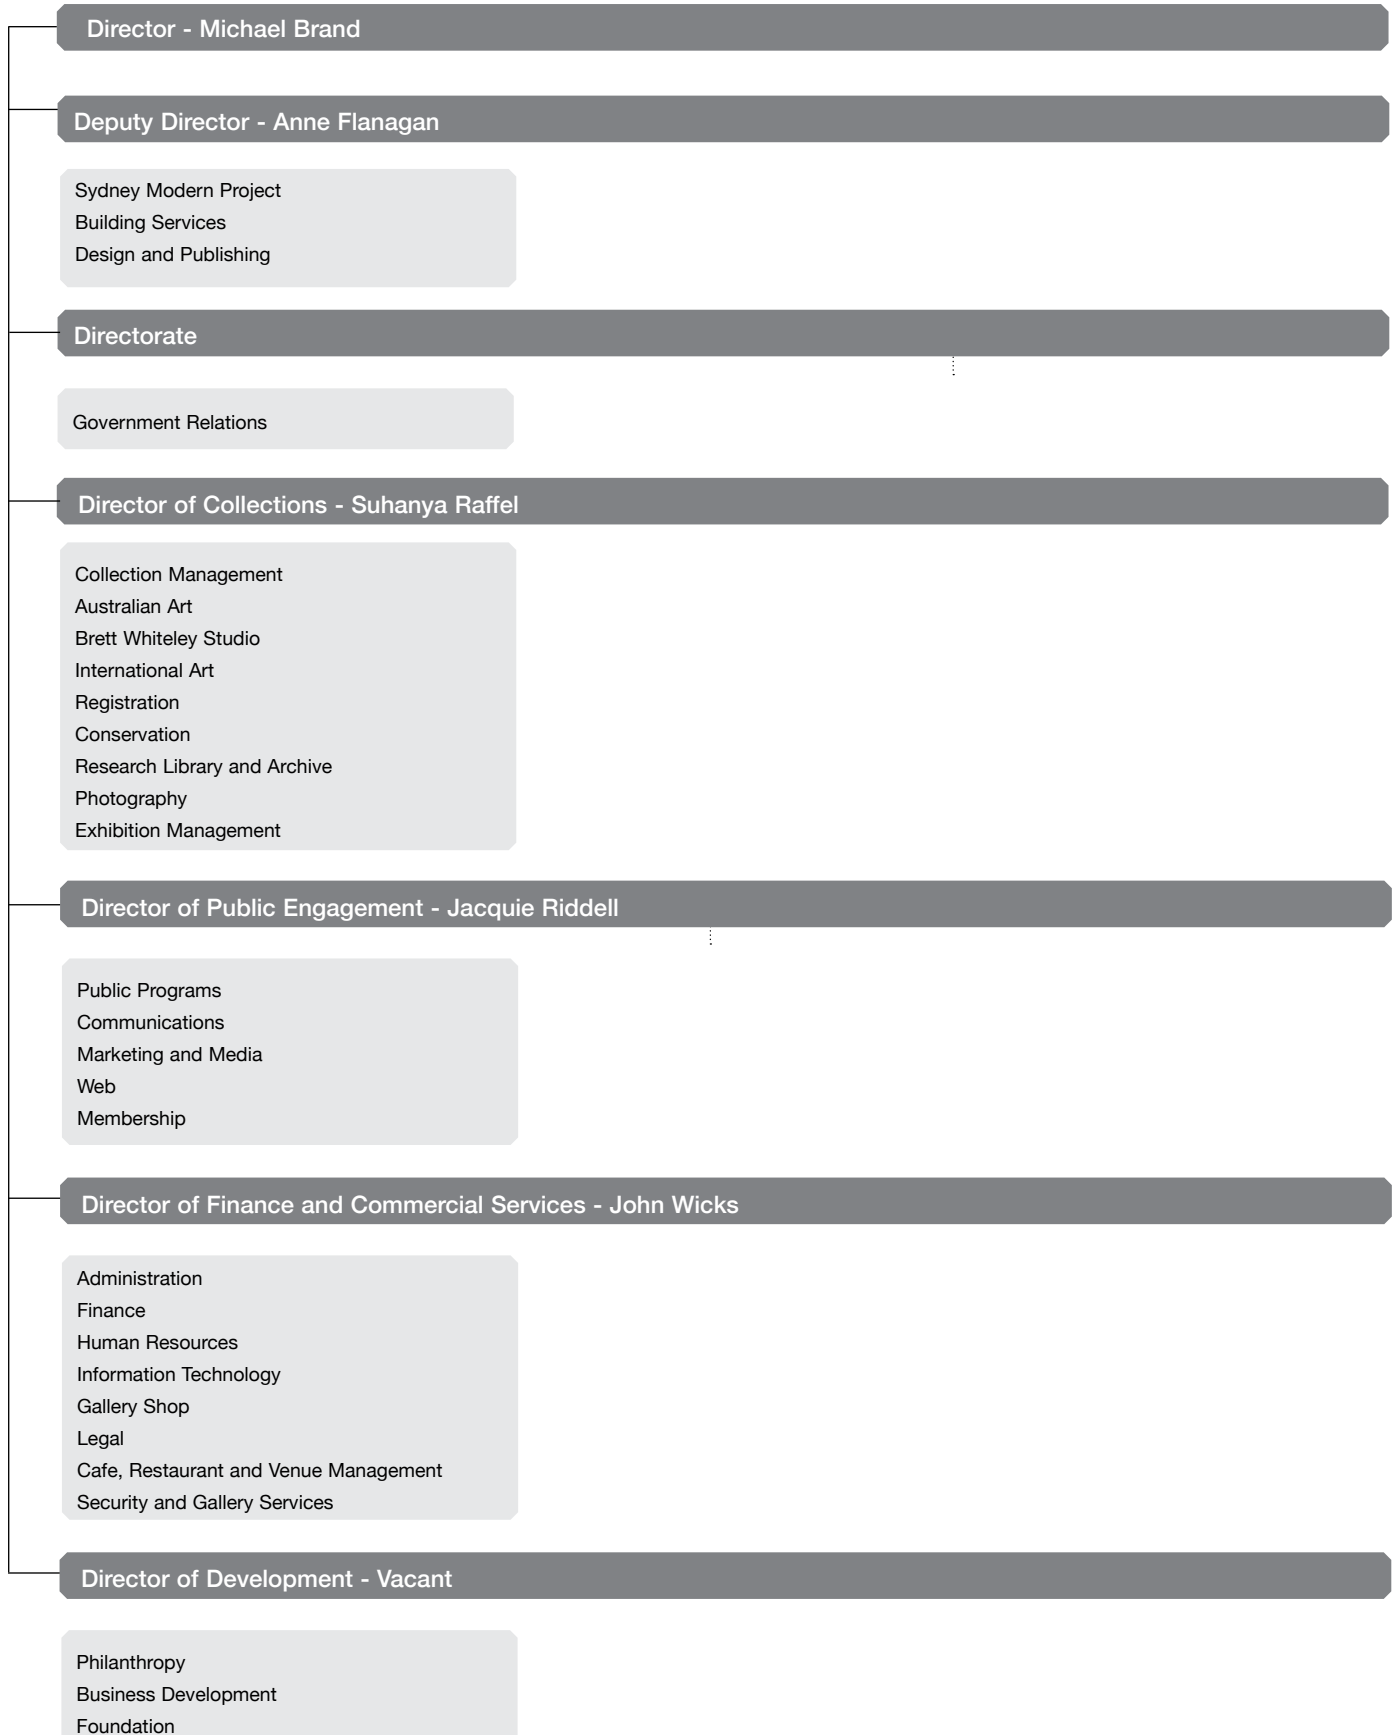 Director - Michael Brand
Deputy Director - Anne Flanagan
Sydney Modern Project
Building Services
Design and Publishing
Directorate
Government Relations
Director of Collections - Suhanya Raffel
Collection Management
Australian Art
Brett Whiteley Studio
International Art
Registration
Conservation
Research Library and Archive
Photography
Exhibition Management
Director of Public Engagement - Jacquie Riddell
Public Programs
Communications
Marketing and Media
Web
Membership
Director of Finance and Commercial Services - John Wicks
Administration
Finance
Human Resources
Information Technology
Gallery Shop
Legal
Cafe, Restaurant and Venue Management
Security and Gallery Services
Director of Development - Vacant
Philanthropy
Business Development
Foundation